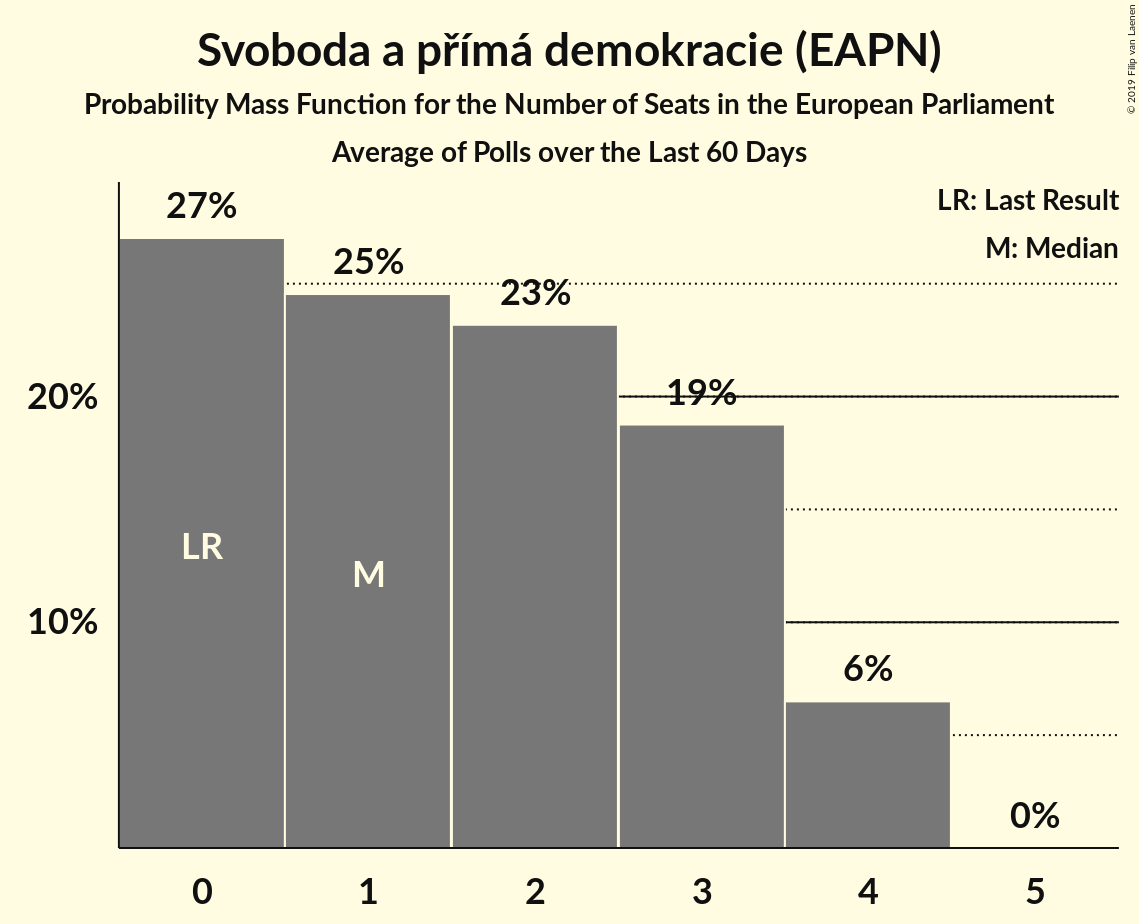 Svoboda a přímá demokracie (EAPN)
Probability Mass Function for the Number of Seats in the European Parliament
Average of Polls over the Last 60 Days
© 2019 Filip van Laenen
LR: Last Result
M: Median
27%
25%
23%
19%
6%
0%
20%
10%
LR
M
0 1 2 3 4 5